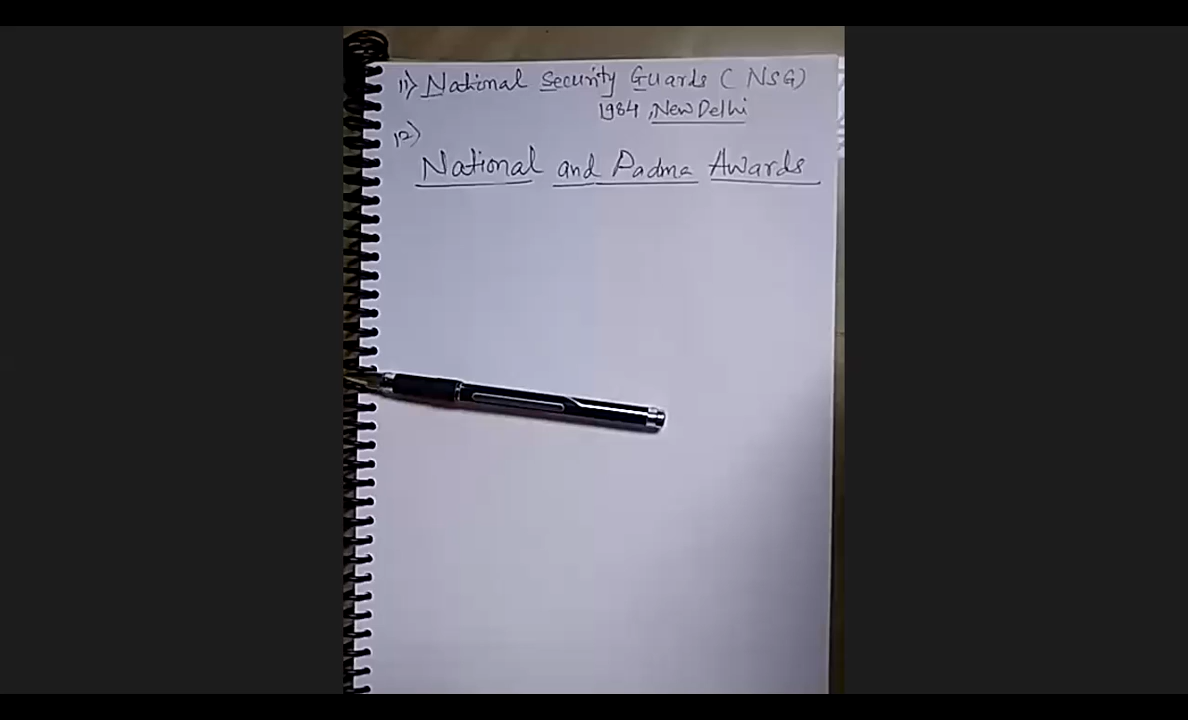 11) National Security Guards (NSG)
1984, New Delhi
12)
National and Padma Awards